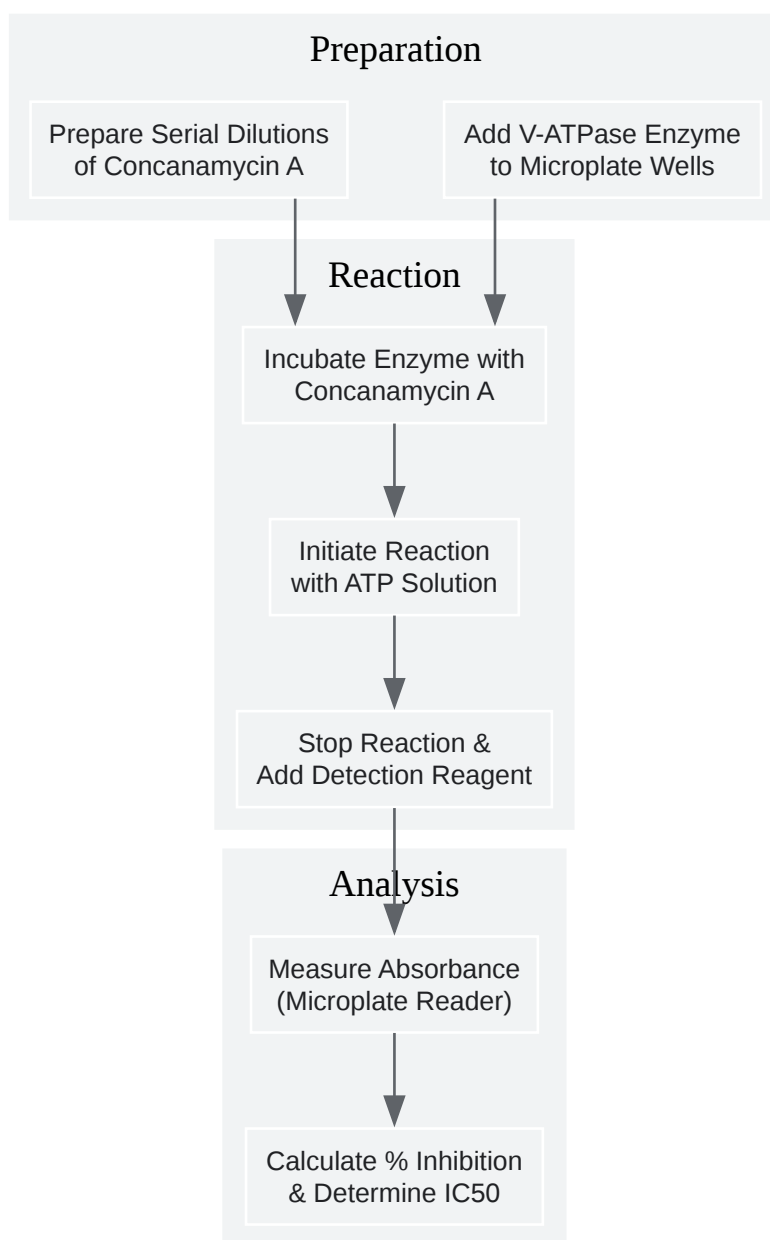 Preparation
Prepare Serial Dilutions
of Concanamycin A
Add V-ATPase Enzyme
to Microplate Wells
Reaction
Incubate Enzyme with
Concanamycin A
Initiate Reaction
with ATP Solution
Stop Reaction &
Add Detection Reagent
Analysis
Measure Absorbance
(Microplate Reader)
Calculate % Inhibition
& Determine IC50